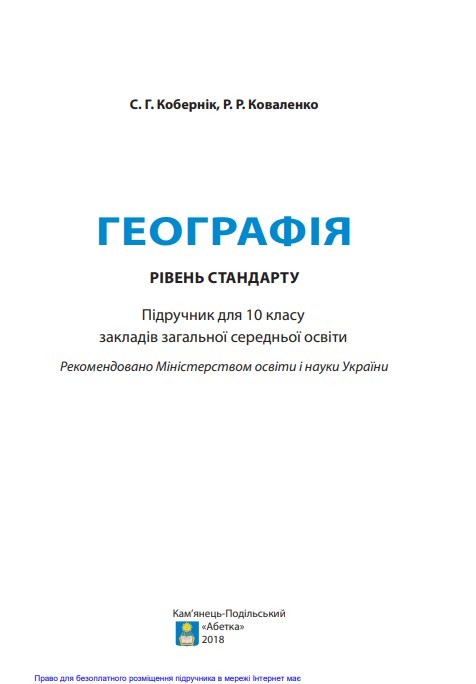 С. Г. Кобернік, Р. Р. Коваленко
ГЕОГРАФІЯ
РІВЕНЬ СТАНДАРТУ
Підручник для 10 класу
закладів загальної середньої освіти
Рекомендовано Міністерством освіти і науки України
Кам’янець-Подільський
«Абетка»
2018
Право для безоплатного розміщення підручника в мережі Інтернет має